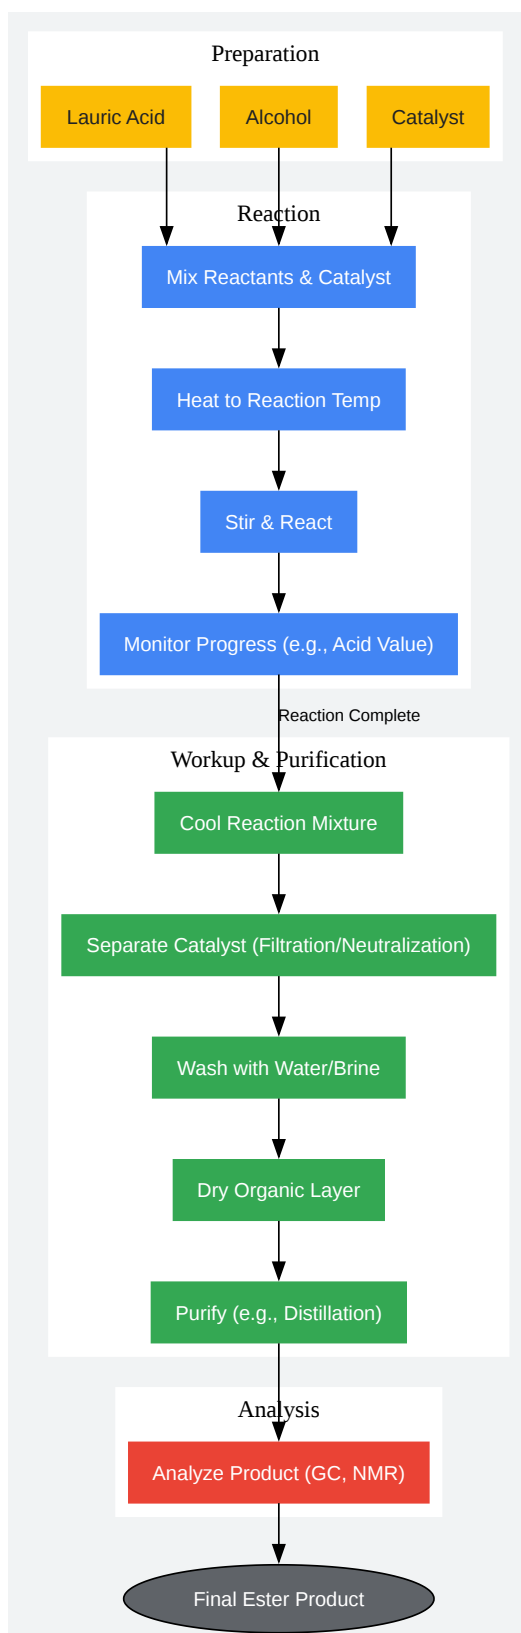 Preparation
Lauric Acid
Alcohol
Catalyst
Reaction
Mix Reactants & Catalyst
Heat to Reaction Temp
Stir & React
Monitor Progress (e.g., Acid Value)
Reaction Complete
Workup & Purification
Cool Reaction Mixture
Separate Catalyst (Filtration/Neutralization)
Wash with Water/Brine
Dry Organic Layer
Purify (e.g., Distillation)
Analysis
Analyze Product (GC, NMR)
Final Ester Product